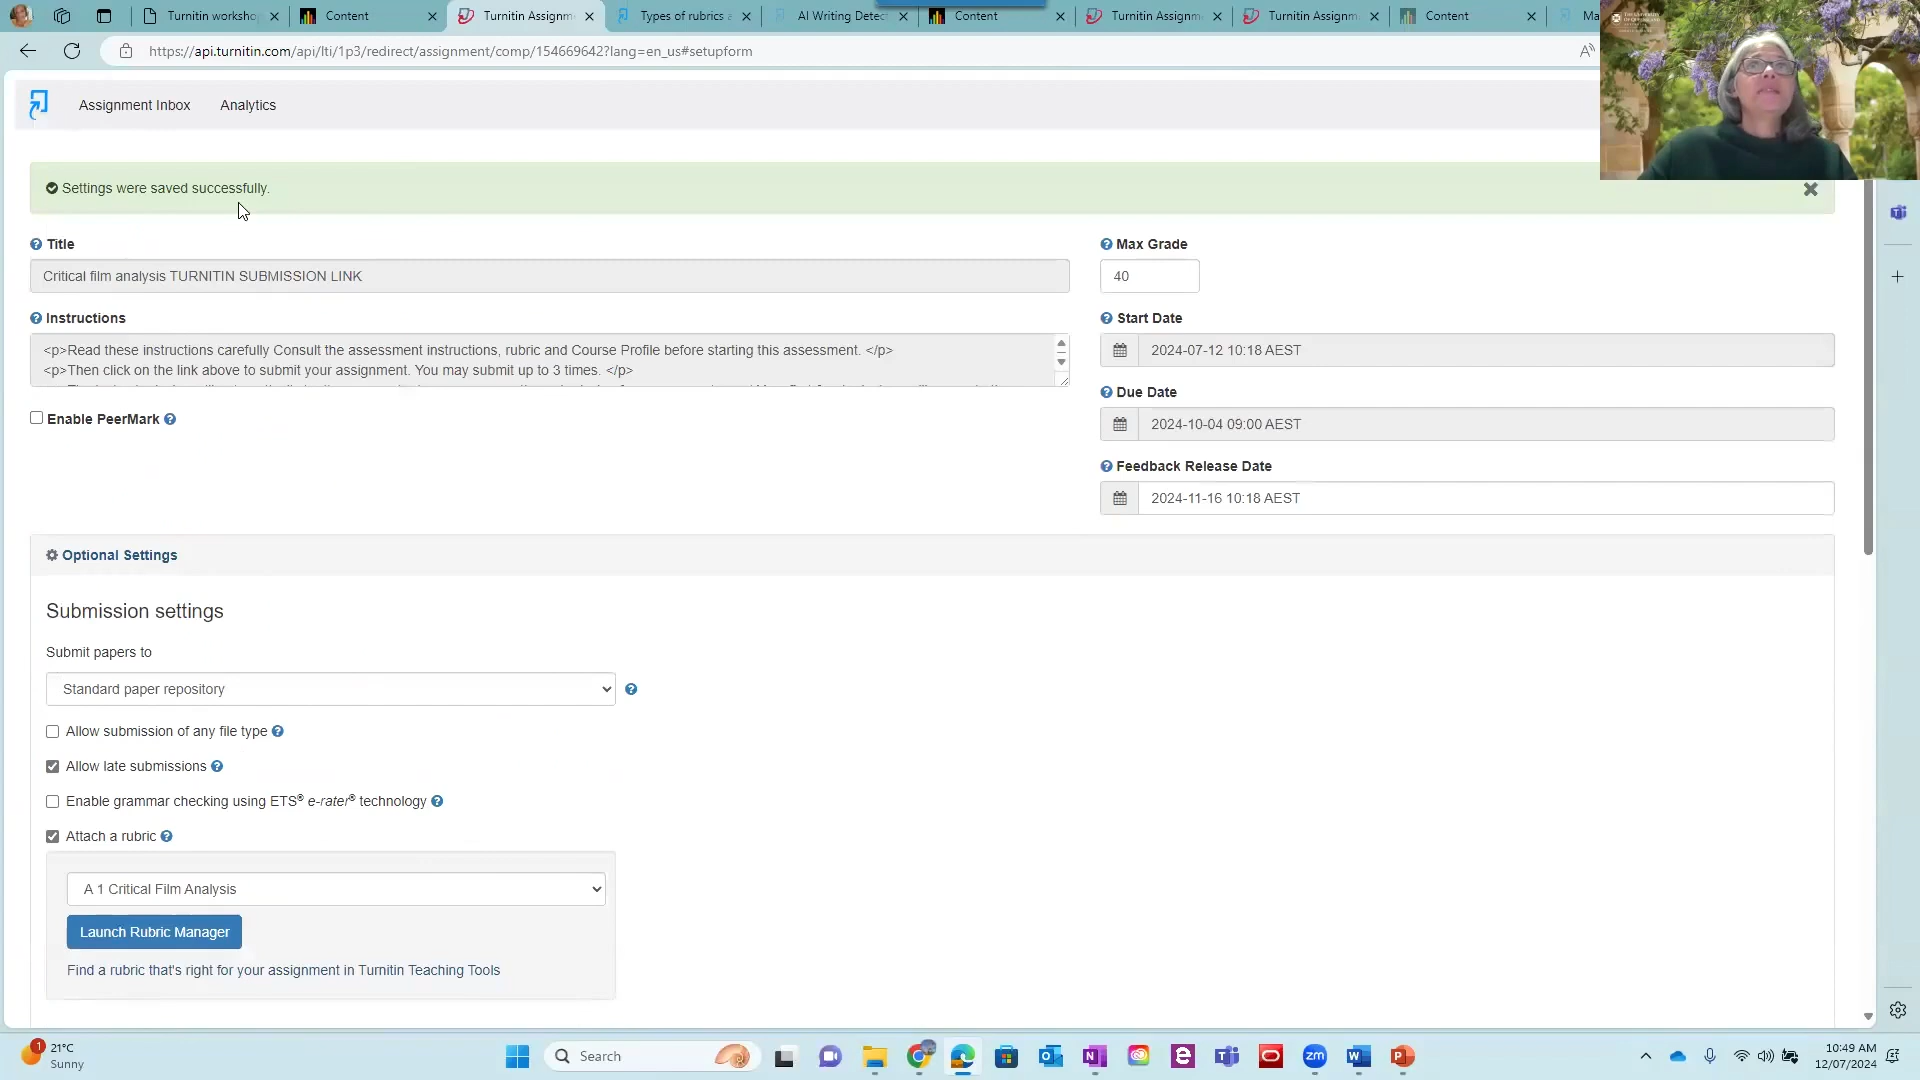 Turnitin worksho
Content
Turnitin Assignm
Types of rubrics a
AI Writing Detect
Content
Turnitin Assignm
Turnitin Assignm
Content
Ma
https://api.turnitin.com/api/lti/1p3/redirect/assignment/comp/154669642?lang=en_us#setupform
Assignment Inbox
Analytics
Settings were saved successfully.
Title
Critical film analysis TURNITIN SUBMISSION LINK
Instructions
<p>Read these instructions carefully Consult the assessment instructions, rubric and Course Profile before starting this assessment. </p>
<p>Then click on the link above to submit your assignment. You may submit up to 3 times. </p>
Enable PeerMark
Max Grade
40
Start Date
2024-07-12 10:18 AEST
Due Date
2024-10-04 09:00 AEST
Feedback Release Date
2024-11-16 10:18 AEST
Optional Settings
Submission settings
Submit papers to
Standard paper repository
Allow submission of any file type
Allow late submissions
Enable grammar checking using ETS® e-rater® technology
Attach a rubric
A 1 Critical Film Analysis
Launch Rubric Manager
Find a rubric that's right for your assignment in Turnitin Teaching Tools
1
21°C
Sunny
Search
zm
10:49 AM
12/07/2024